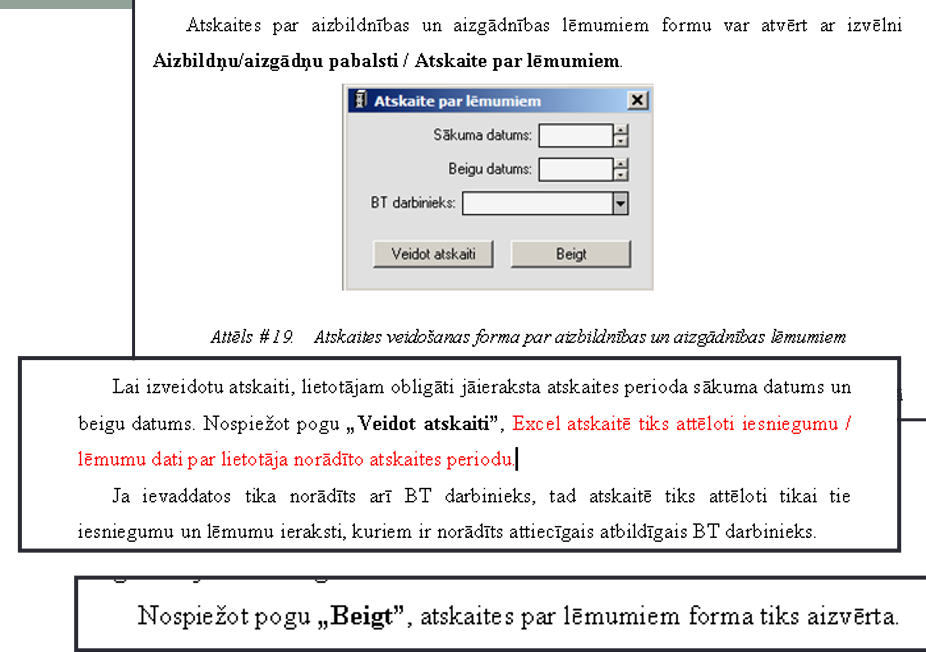 Atskaites par aizbildnības un aizgādnības lēmumiem formu var atvērt ar izvēlni
Aizbildņu/aizgādņu pabalsti / Atskaite par lēmumiem.
Atskaite par lēmumiem
Sākuma datums:
Beigu datums:
BT darbinieks:
Veidot atskaiti
Beigt
Attēls # 19. Atskaites veidošanas forma par aizbildnības un aizgādnības lēmumiem
Lai izveidotu atskaiti, lietotājam obligāti jāieraksta atskaites perioda sākuma datums un
beigu datums. Nospiežot pogu „Veidot atskaiti”, Excel atskaitē tiks attēloti iesniegumu /
lēmumu dati par lietotāja norādīto atskaites periodu.
Ja ievaddatos tika norādīts arī BT darbinieks, tad atskaitē tiks attēloti tikai tie
iesniegumu un lēmumu ieraksti, kuriem ir norādīts attiecīgais atbildīgais BT darbinieks.
Nospiežot pogu „Beigt”, atskaites par lēmumiem forma tiks aizvērta.